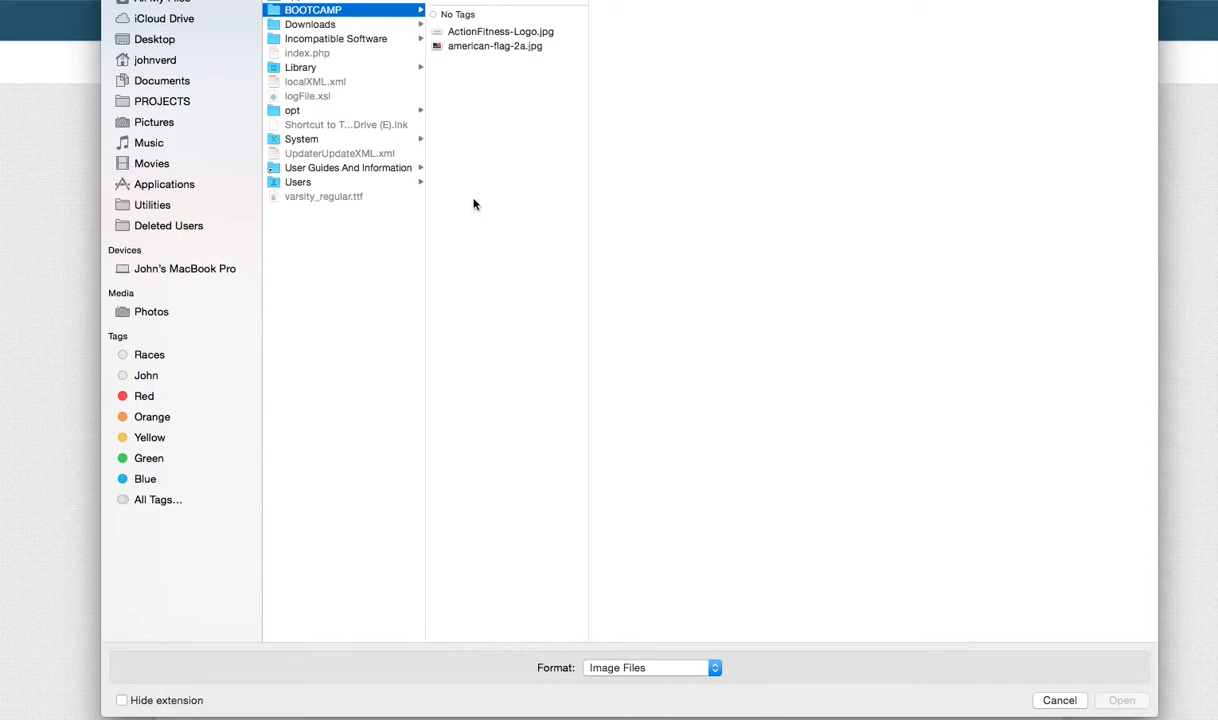 iCloud Drive
Desktop
johnverd
Documents
PROJECTS
Pictures
Music
Movies
Applications
Utilities
Deleted Users
Devices
John's MacBook Pro
Media
Photos
Tags
Races
John
Red
Orange
Yellow
Green
Blue
All Tags...
BOOTCAMP
Downloads
Incompatible Software
index.php
Library
localXML.xml
logFile.xsl
opt
Shortcut to T...Drive (E).lnk
System
UpdaterUpdateXML.xml
User Guides And Information
Users
varsity_regular.ttf
No Tags
ActionFitness-Logo.jpg
american-flag-2a.jpg
Format: Image Files
Hide extension
Cancel Open